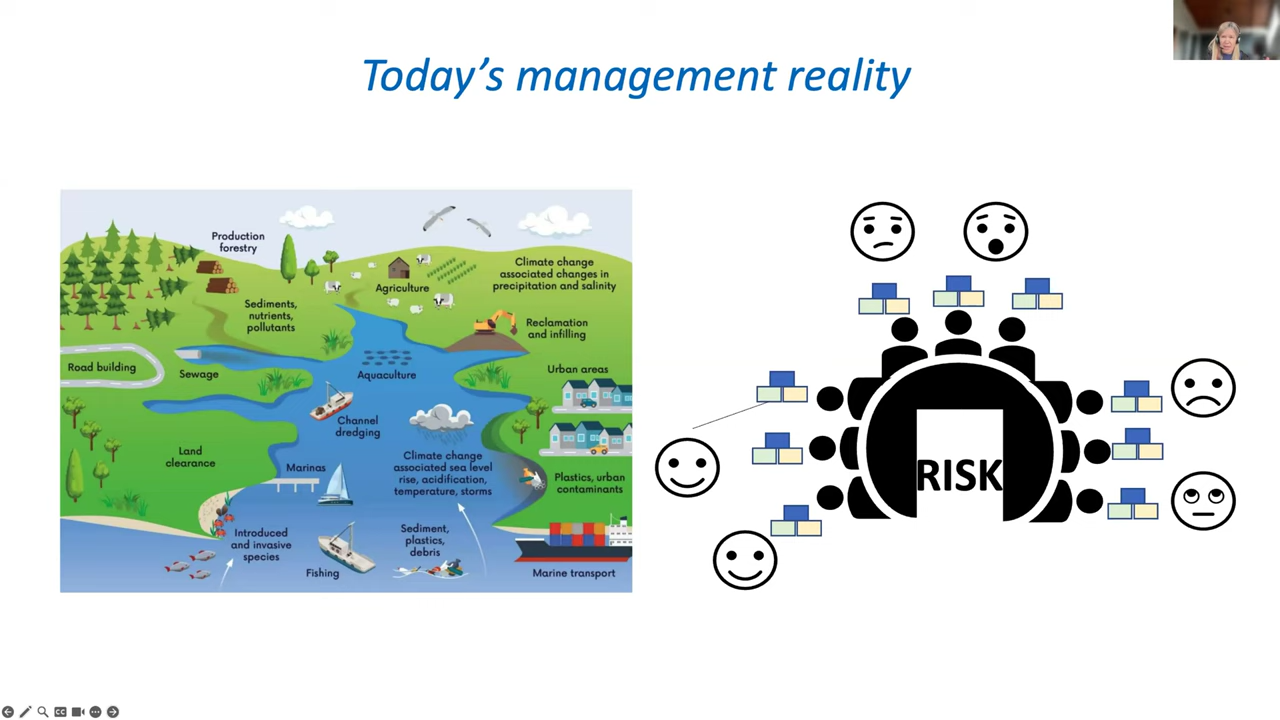 Today's management reality
Production
forestry
Climate change
associated changes in
precipitation and salinity
Agriculture
Sediments,
nutrients,
pollutants
Reclamation
and infilling
Road building
Sewage
Aquaculture
Urban areas
Channel
dredging
Land
clearance
Marinas
Climate change
associated sea level
rise, acidification,
temperature, storms
Plastics, urban
contaminants
Introduced
and invasive
species
Fishing
Sediment,
plastics,
debris
Marine transport
RISK
CC